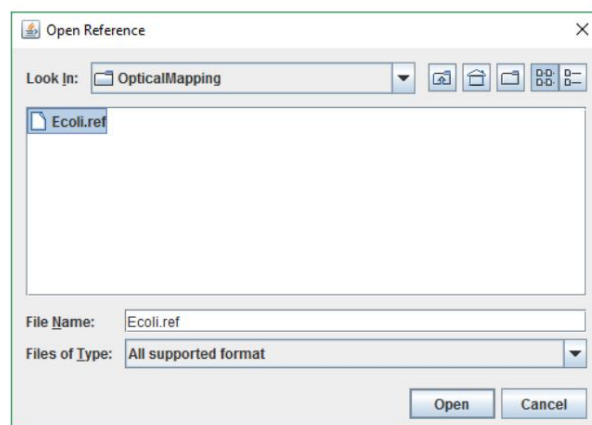 Open Reference
Look In: OpticalMapping
Ecoli.ref
File Name: Ecoli.ref
Files of Type: All supported format
Open Cancel